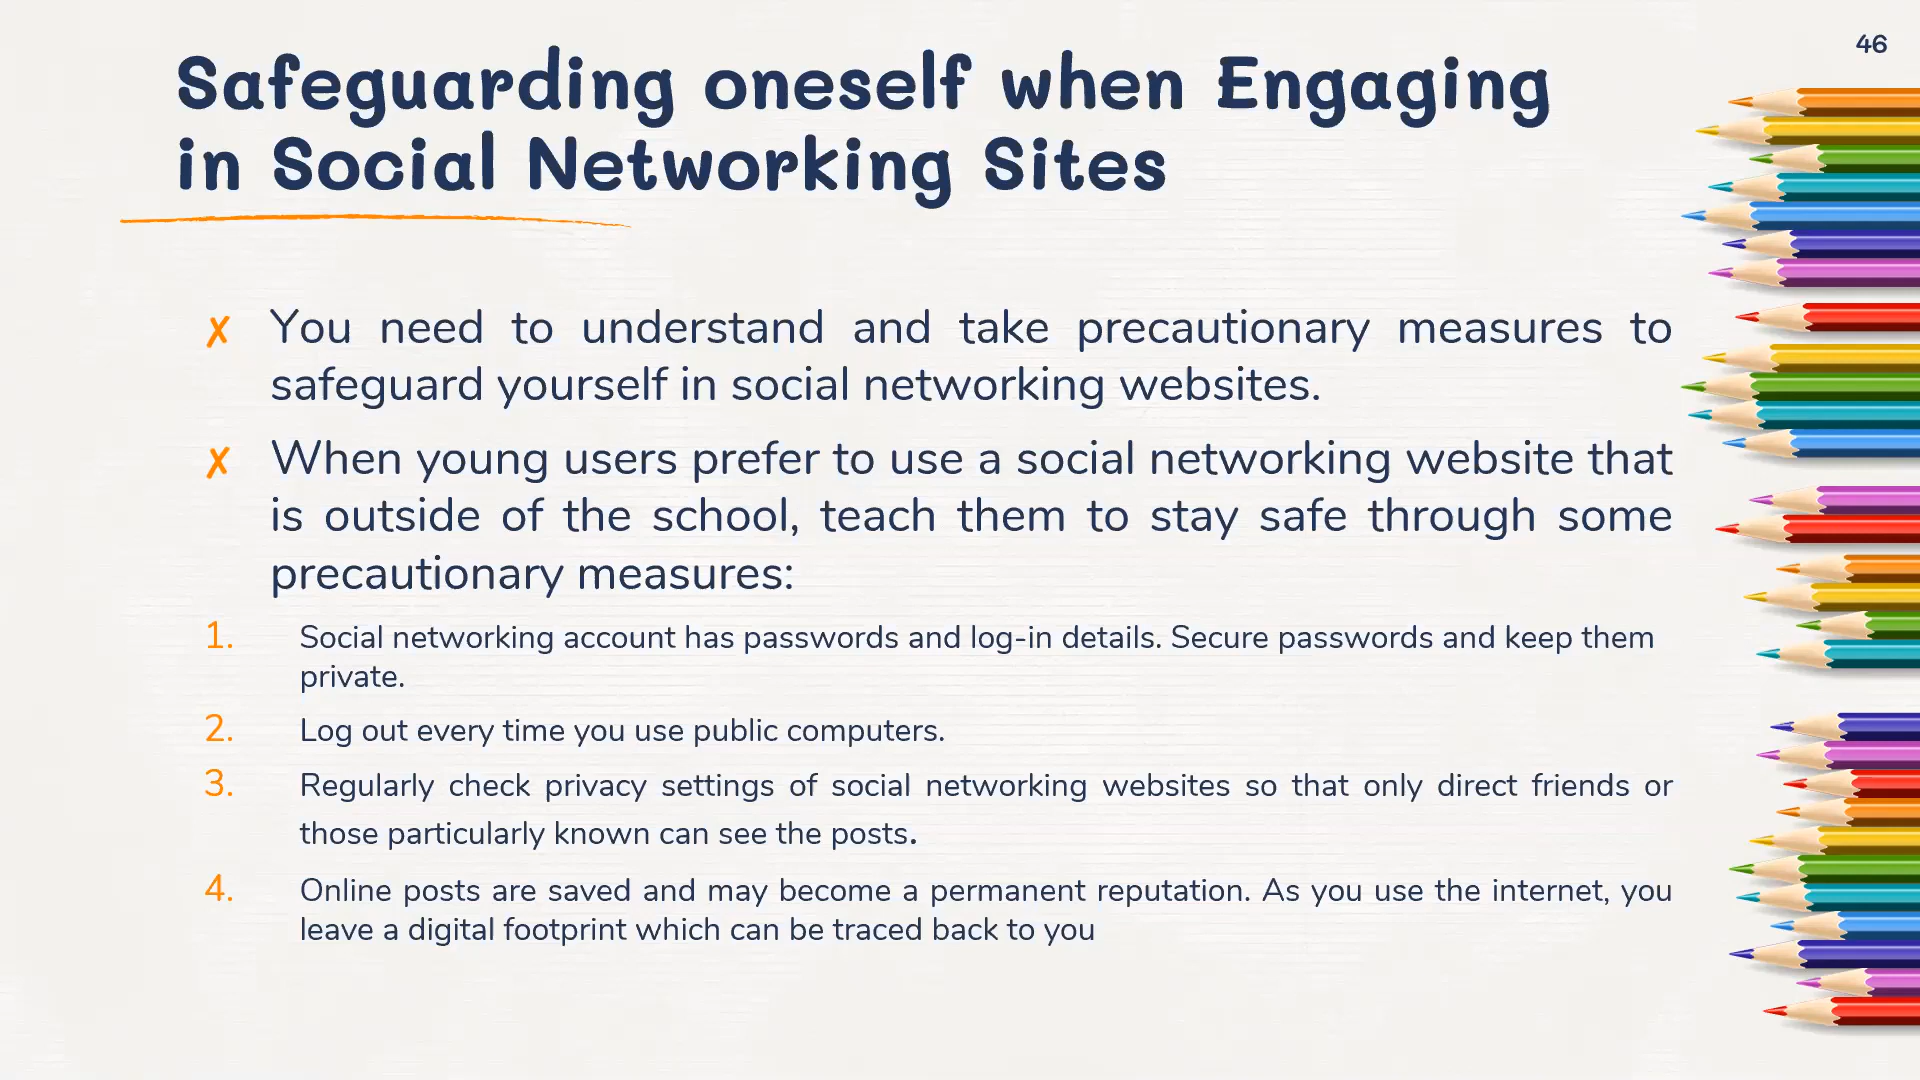 46
Safeguarding oneself when Engaging
in Social Networking Sites
✗ You need to understand and take precautionary measures to
safeguard yourself in social networking websites.
✗ When young users prefer to use a social networking website that
is outside of the school, teach them to stay safe through some
precautionary measures:
1. Social networking account has passwords and log-in details. Secure passwords and keep them
private.
2. Log out every time you use public computers.
3. Regularly check privacy settings of social networking websites so that only direct friends or
those particularly known can see the posts.
4. Online posts are saved and may become a permanent reputation. As you use the internet, you
leave a digital footprint which can be traced back to you